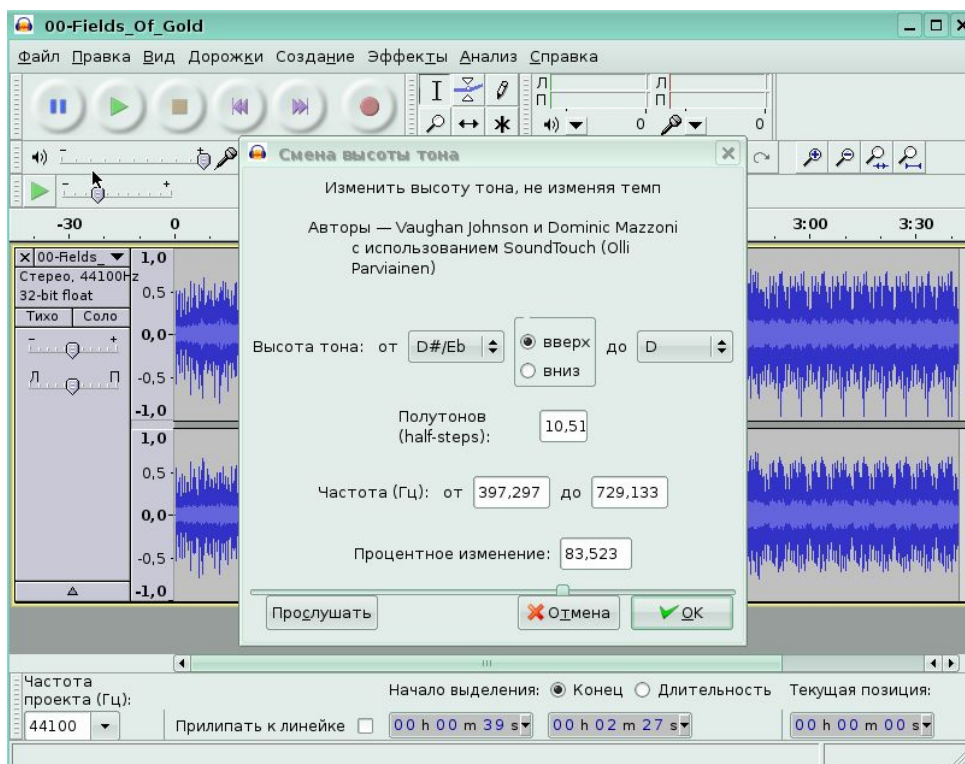 00-Fields_Of_Gold
Файл Правка Вид Дорожки Создание Эффекты Анализ Справка
Л
П
0
Л
П
0
- +
-30 0 3:00 3:30
00-Fields_
Стерео, 44100Hz
32-bit float
Тихо Соло
- +
Л П
1,0
0,5
0,0
-0,5
-1,0
1,0
0,5
0,0
-0,5
-1,0
Смена высоты тона
Изменить высоту тона, не изменяя темп
Авторы — Vaughan Johnson и Dominic Mazzoni
с использованием SoundTouch (Olli
Parviainen)
Высота тона: от D#/Eb вверх до D
вниз
Полутонов
(half-steps): 10,51
Частота (Гц): от 397,297 до 729,133
Процентное изменение: 83,523
Прослушать Отмена OK
Частота
проекта (Гц):
44100
Начало выделения: Конец Длительность Текущая позиция:
Прилипать к линейке 00 h 00 m 39 s 00 h 02 m 27 s 00 h 00 m 00 s